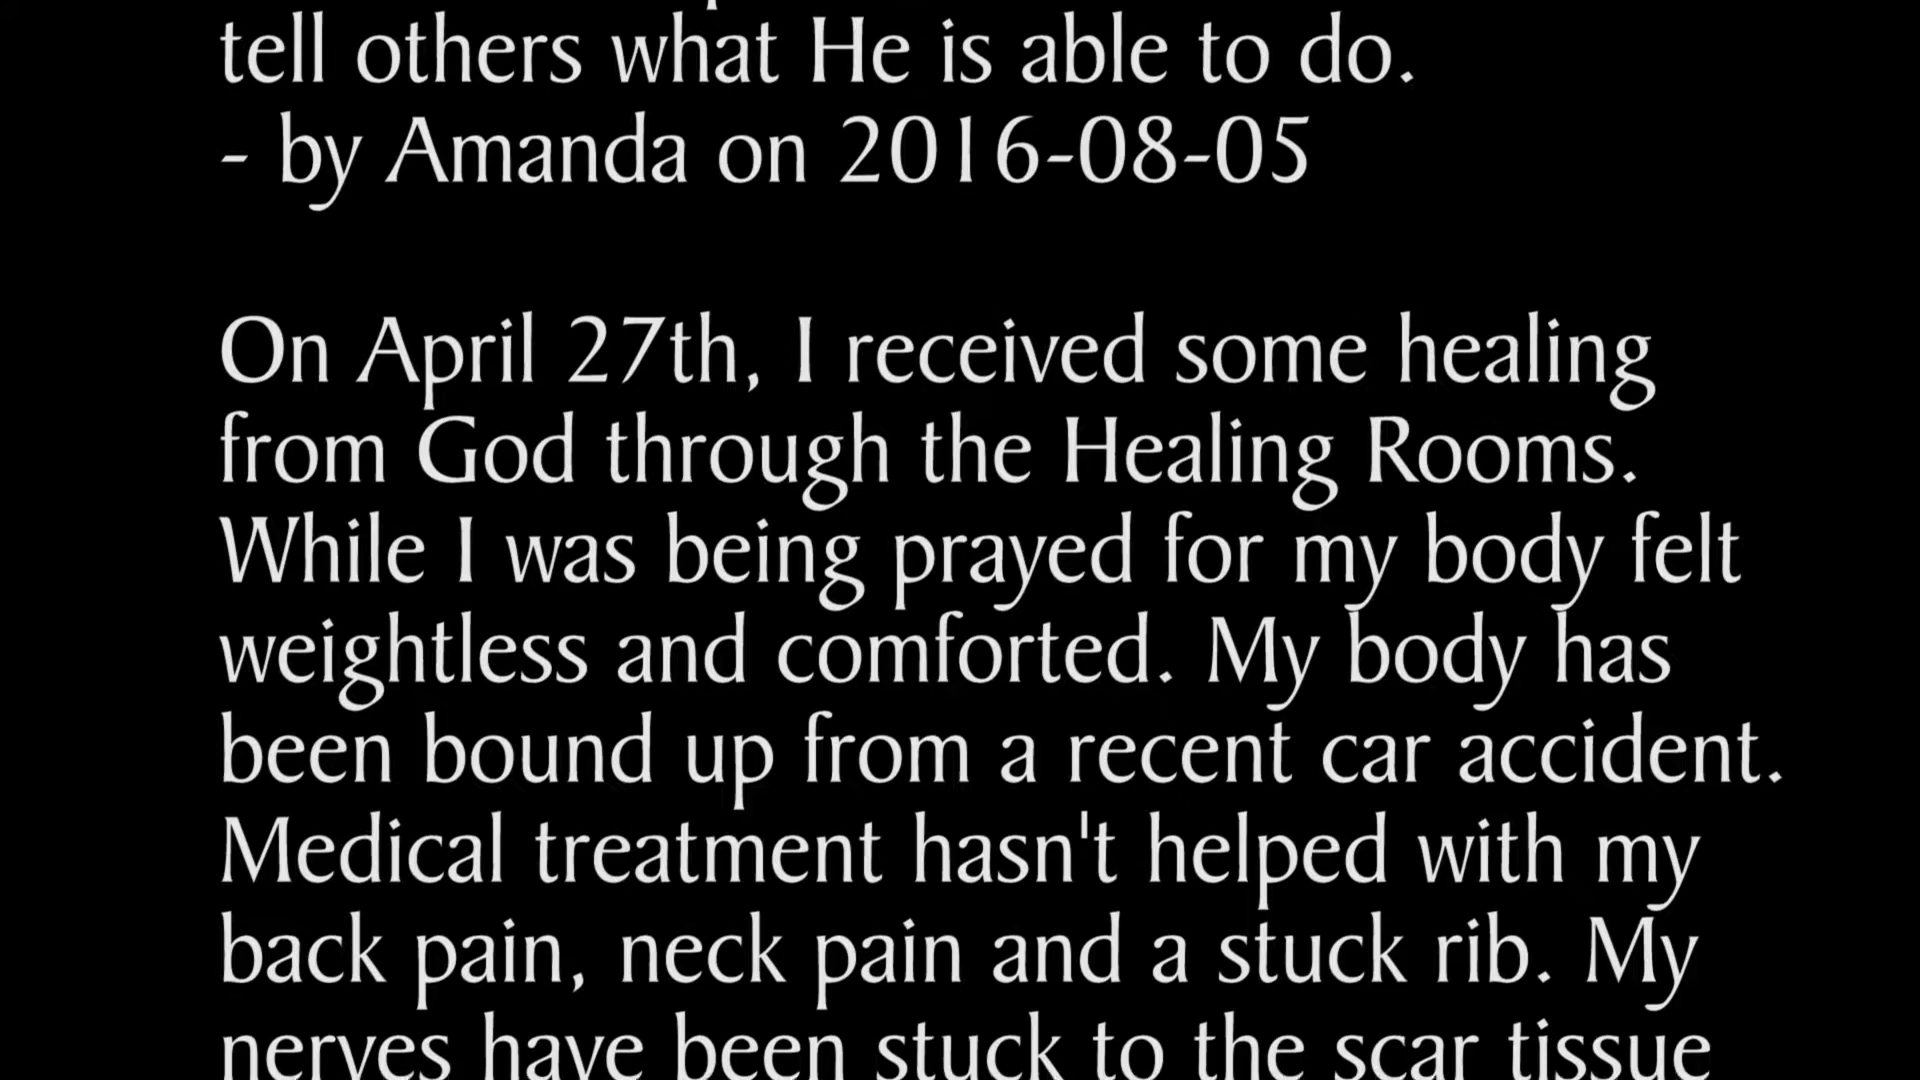 tell others what He is able to do.
- by Amanda on 2016-08-05
On April 27th, I received some healing
from God through the Healing Rooms.
While I was being prayed for my body felt
weightless and comforted. My body has
been bound up from a recent car accident.
Medical treatment hasn't helped with my
back pain, neck pain and a stuck rib. My
nerves have been stuck to the scar tissue